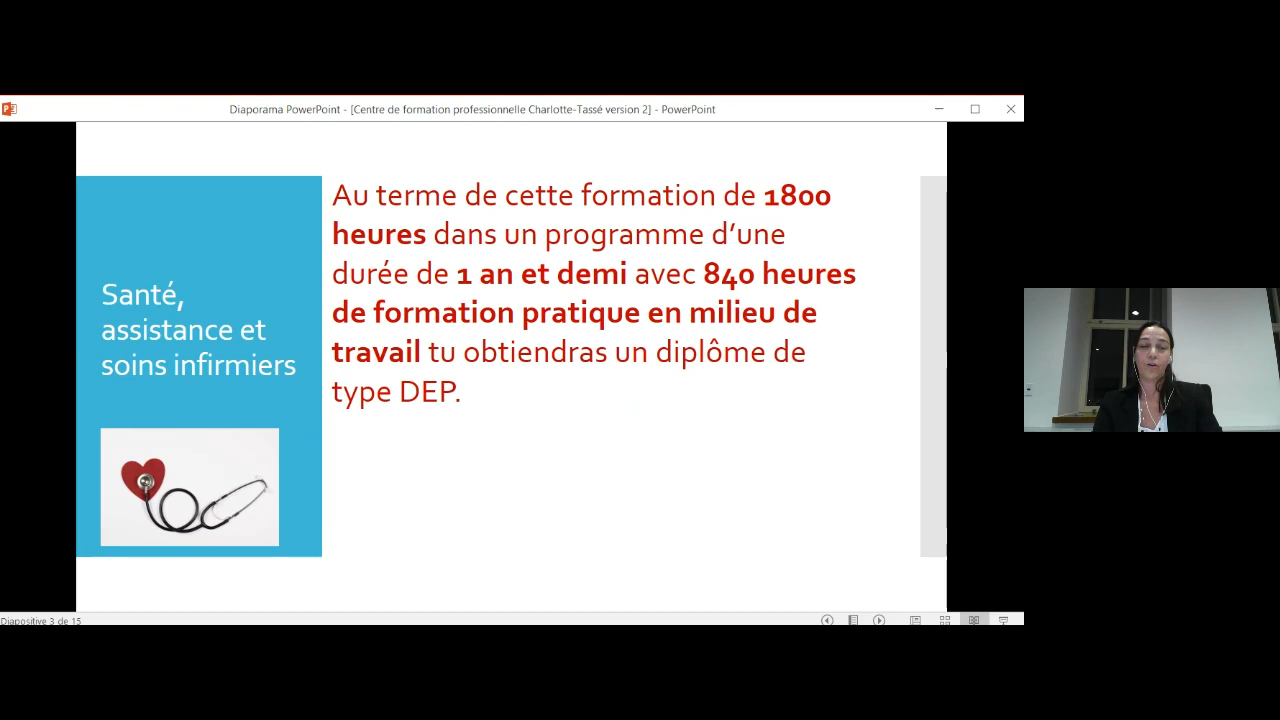 Diaporama PowerPoint - [Centre de formation professionnelle Charlotte-Tassé version 2] - PowerPoint
Santé,
assistance et
soins infirmiers
Au terme de cette formation de 1800
heures dans un programme d'une
durée de 1 an et demi avec 840 heures
de formation pratique en milieu de
travail tu obtiendras un diplôme de
type DEP.
Diapositive 3 de 15